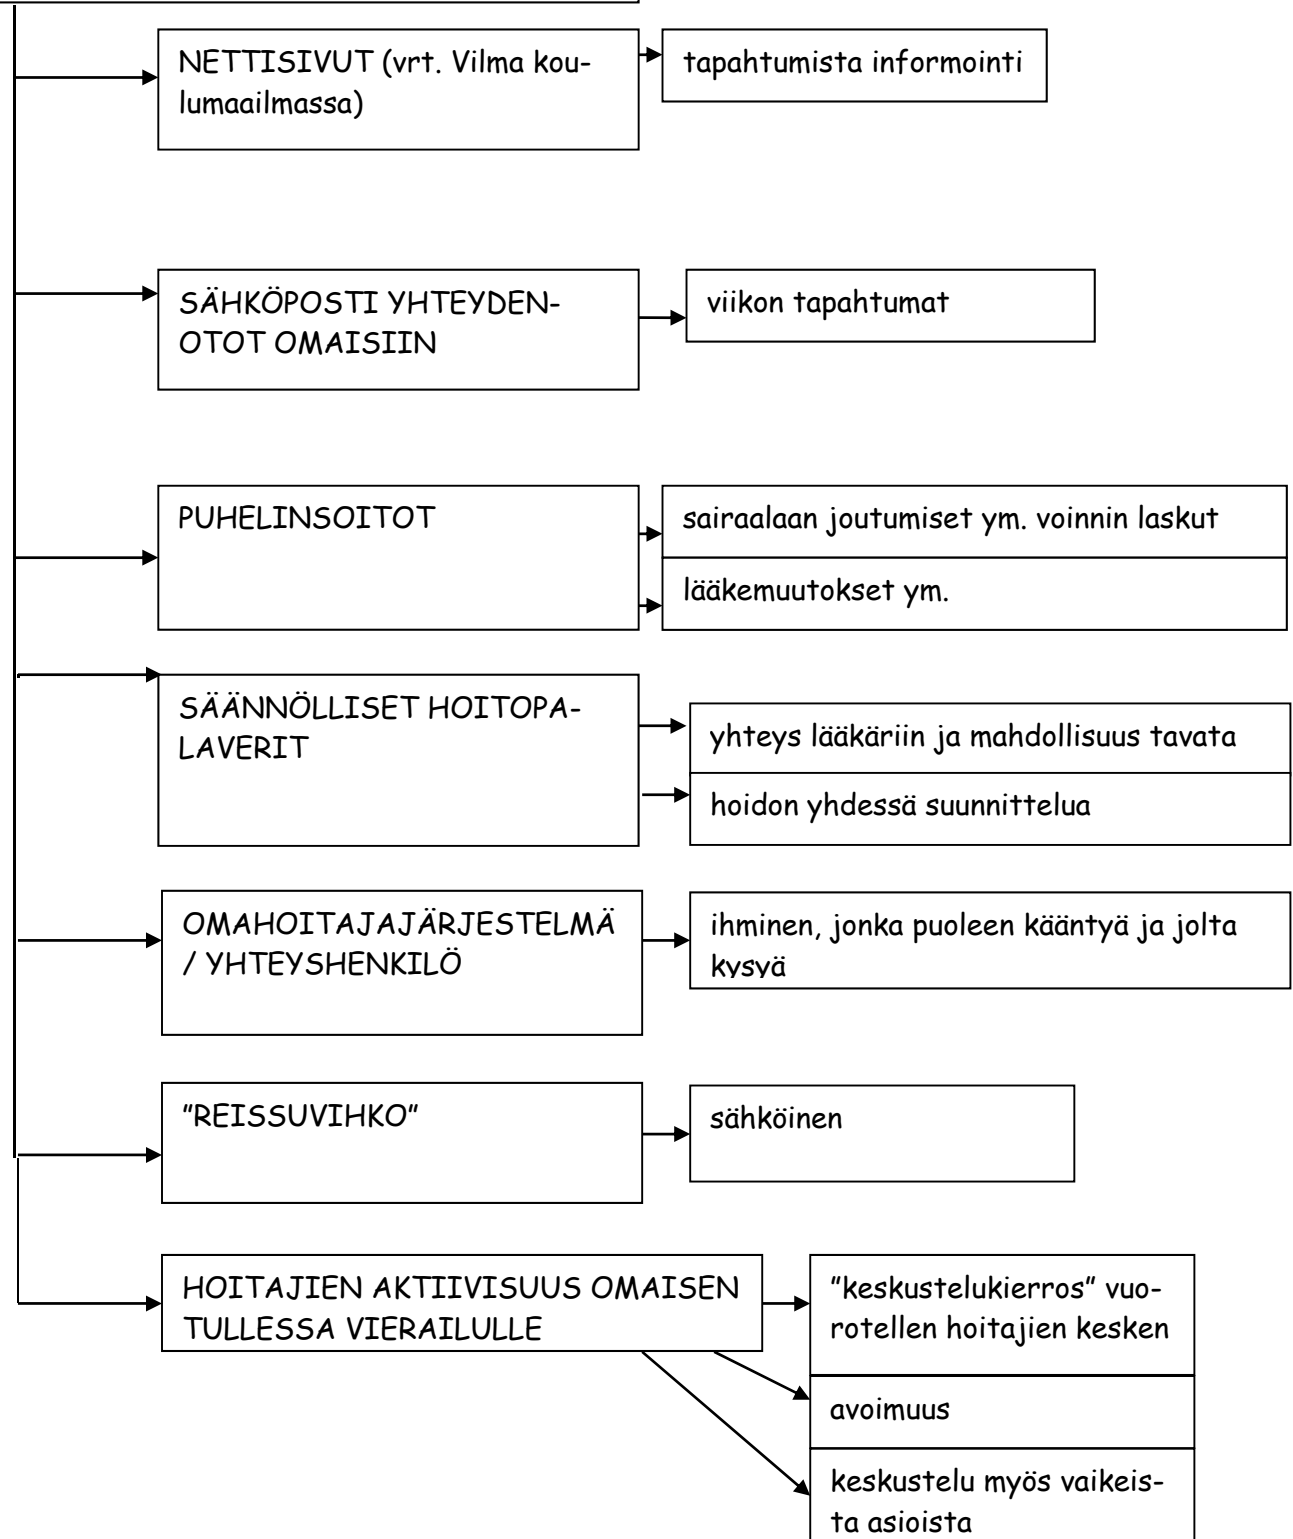 NETTISIVUT (vrt. Vilma kou-
lumaailmassa)
tapahtumista informointi
SÄHKÖPOSTI YHTEYDEN-
OTOT OMAISIIN
viikon tapahtumat
PUHELINSOITOT
sairaalaan joutumiset ym. voinnin laskut
lääkemuutokset ym.
SÄÄNNÖLLISET HOITOPA-
LAVERIT
yhteys lääkäriin ja mahdollisuus tavata
hoidon yhdessä suunnittelua
OMAHOITAJAJÄRJESTELMÄ
/ YHTEYSHENKILÖ
ihminen, jonka puoleen kääntyä ja jolta
kysyä
”REISSUVIHKO”
sähköinen
HOITAJIEN AKTIIVISUUS OMAISEN
TULLESSA VIERAILULLE
”keskustelukierros” vuo-
rotellen hoitajien kesken
avoimuus
keskustelu myös vaikeis-
ta asioista